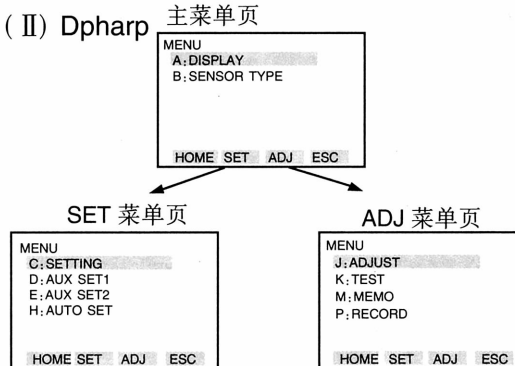 (Ⅱ) Dpharp
主菜单页
MENU
A:DISPLAY
B:SENSOR TYPE
HOME SET ADJ ESC
SET 菜单页
MENU
C:SETTING
D:AUX SET1
E:AUX SET2
H:AUTO SET
HOME SET ADJ ESC
ADJ 菜单页
MENU
J:ADJUST
K:TEST
M:MEMO
P:RECORD
HOME SET ADJ ESC